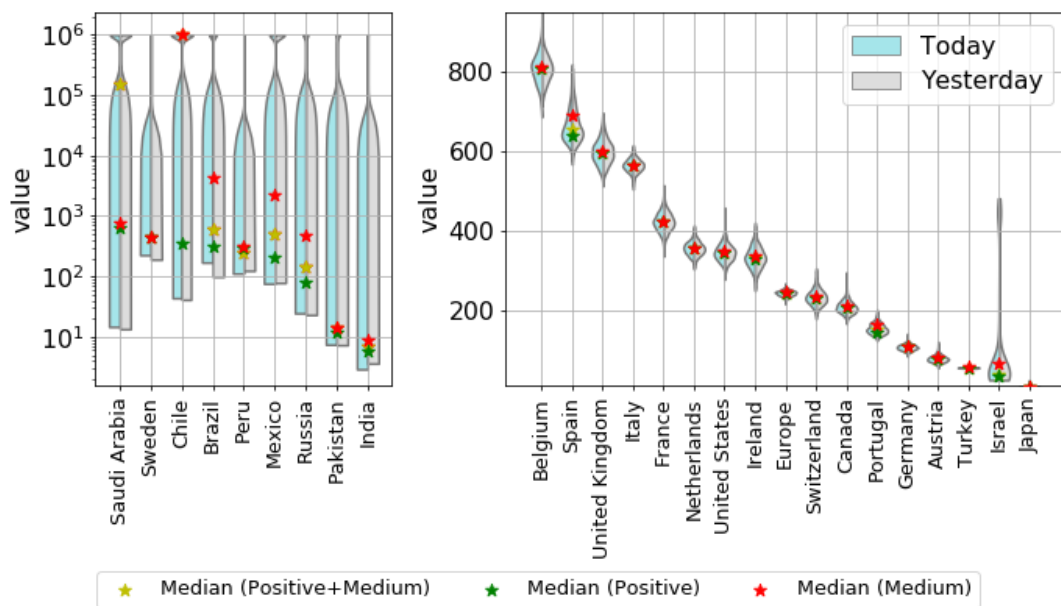 value
10⁶
10⁵
10⁴
10³
10²
10¹
Saudi Arabia
Sweden
Chile
Brazil
Peru
Mexico
Russia
Pakistan
India
value
800
600
400
200
Today
Yesterday
Belgium
Spain
United Kingdom
Italy
France
Netherlands
United States
Ireland
Europe
Switzerland
Canada
Portugal
Germany
Austria
Turkey
Israel
Japan
Median (Positive+Medium) Median (Positive) Median (Medium)